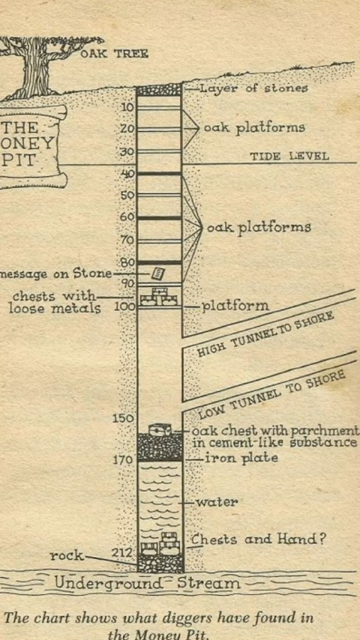 OAK TREE
Layer of stones
10
THE
ONEY
PIT
20
oak platforms
30
TIDE LEVEL
40
50
60
oak platforms
70
80
message on Stone
90
chests with
loose metals
100
platform
HIGH TUNNEL TO SHORE
LOW TUNNEL TO SHORE
150
oak chest with parchment
in cement-like substance
170
iron plate
water
Chests and Hand?
212
rock
Underground Stream
The chart shows what diggers have found in
the Money Pit.